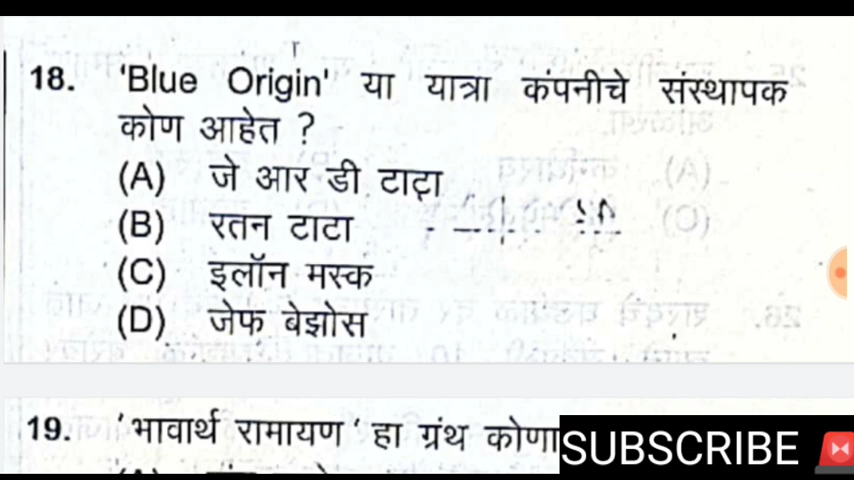 18. 'Blue Origin' या यात्रा कंपनीचे संस्थापक
कोण आहेत ?
(A) जे आर डी टाटा
(B) रतन टाटा
(C) इलॉन मस्क
(D) जेफ बेझोस
19. 'भावार्थ रामायण' हा ग्रंथ कोणा
SUBSCRIBE